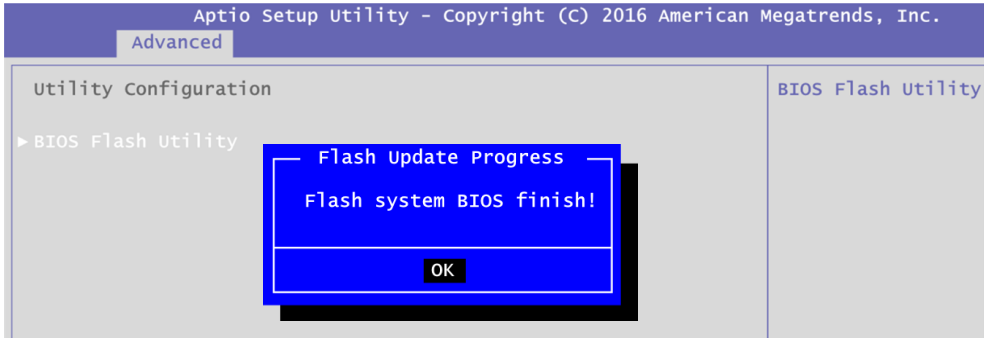 Aptio Setup Utility - Copyright (C) 2016 American Megatrends, Inc.
Advanced
Utility Configuration
BIOS Flash Utility
► BIOS Flash Utility
Flash Update Progress
Flash system BIOS finish!
OK